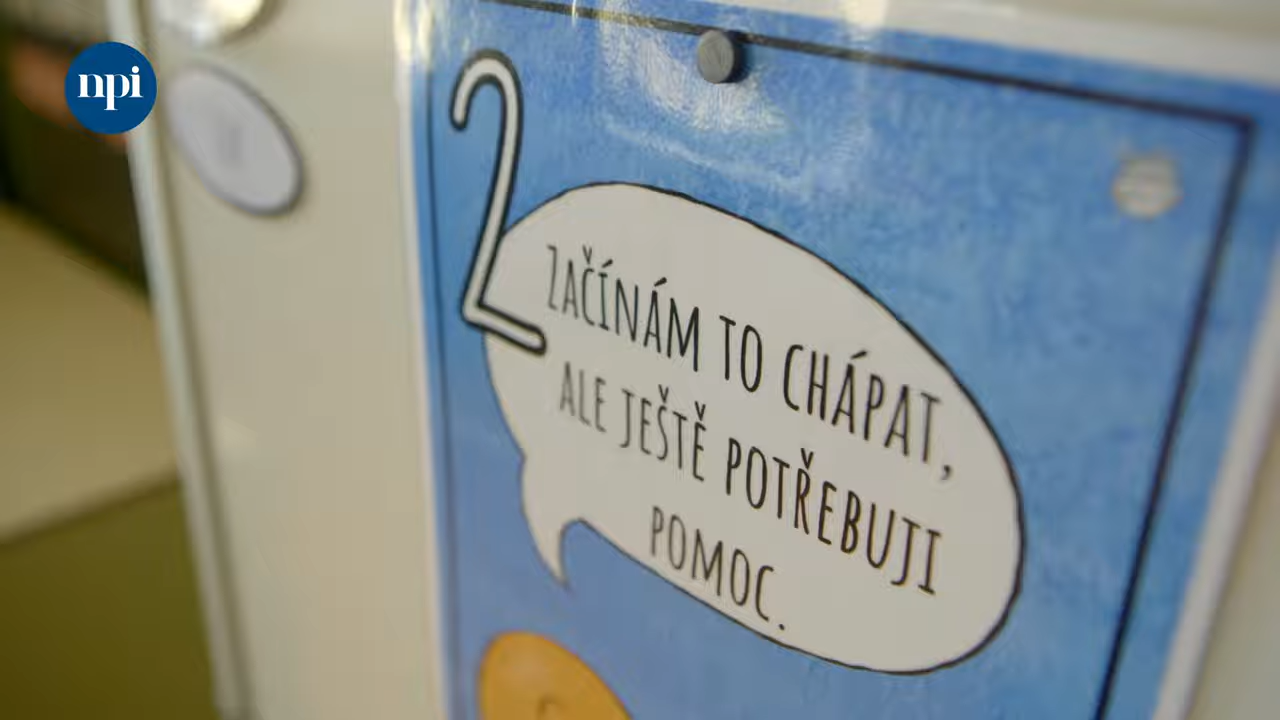 npi
2
ZAČÍNÁM TO CHÁPAT,
ALE JEŠTĚ POTŘEBUJI
POMOC.